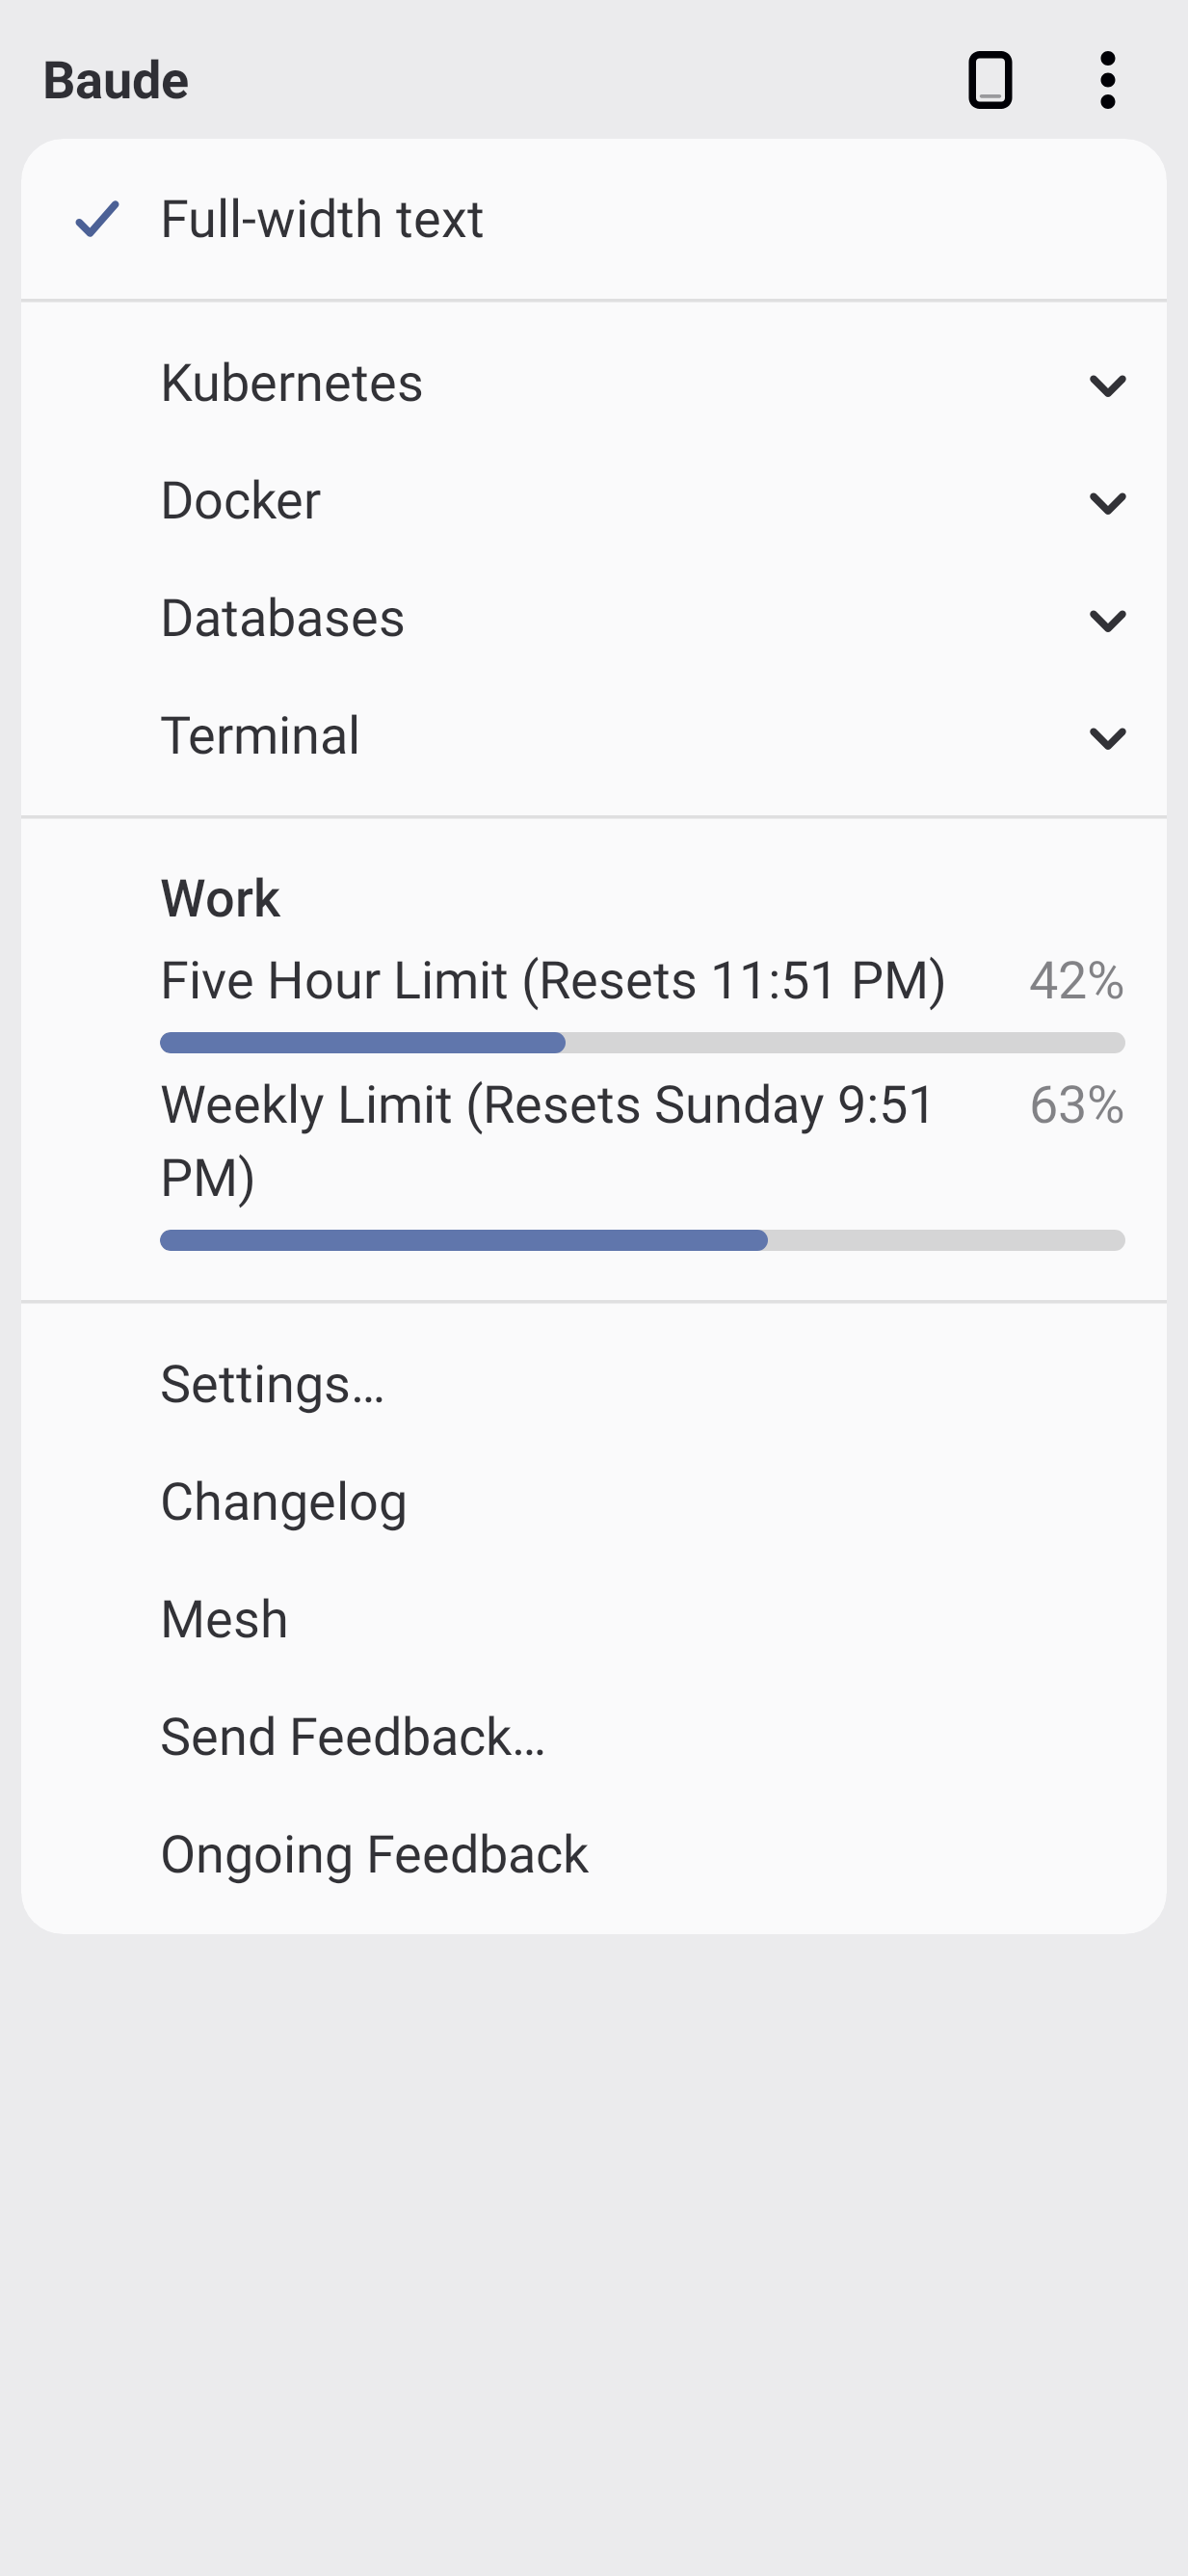 Baude
Full-width text
Kubernetes
Docker
Databases
Terminal
Work
Five Hour Limit (Resets 11:51 PM) 42%
Weekly Limit (Resets Sunday 9:51 63%
PM)
Settings…
Changelog
Mesh
Send Feedback…
Ongoing Feedback